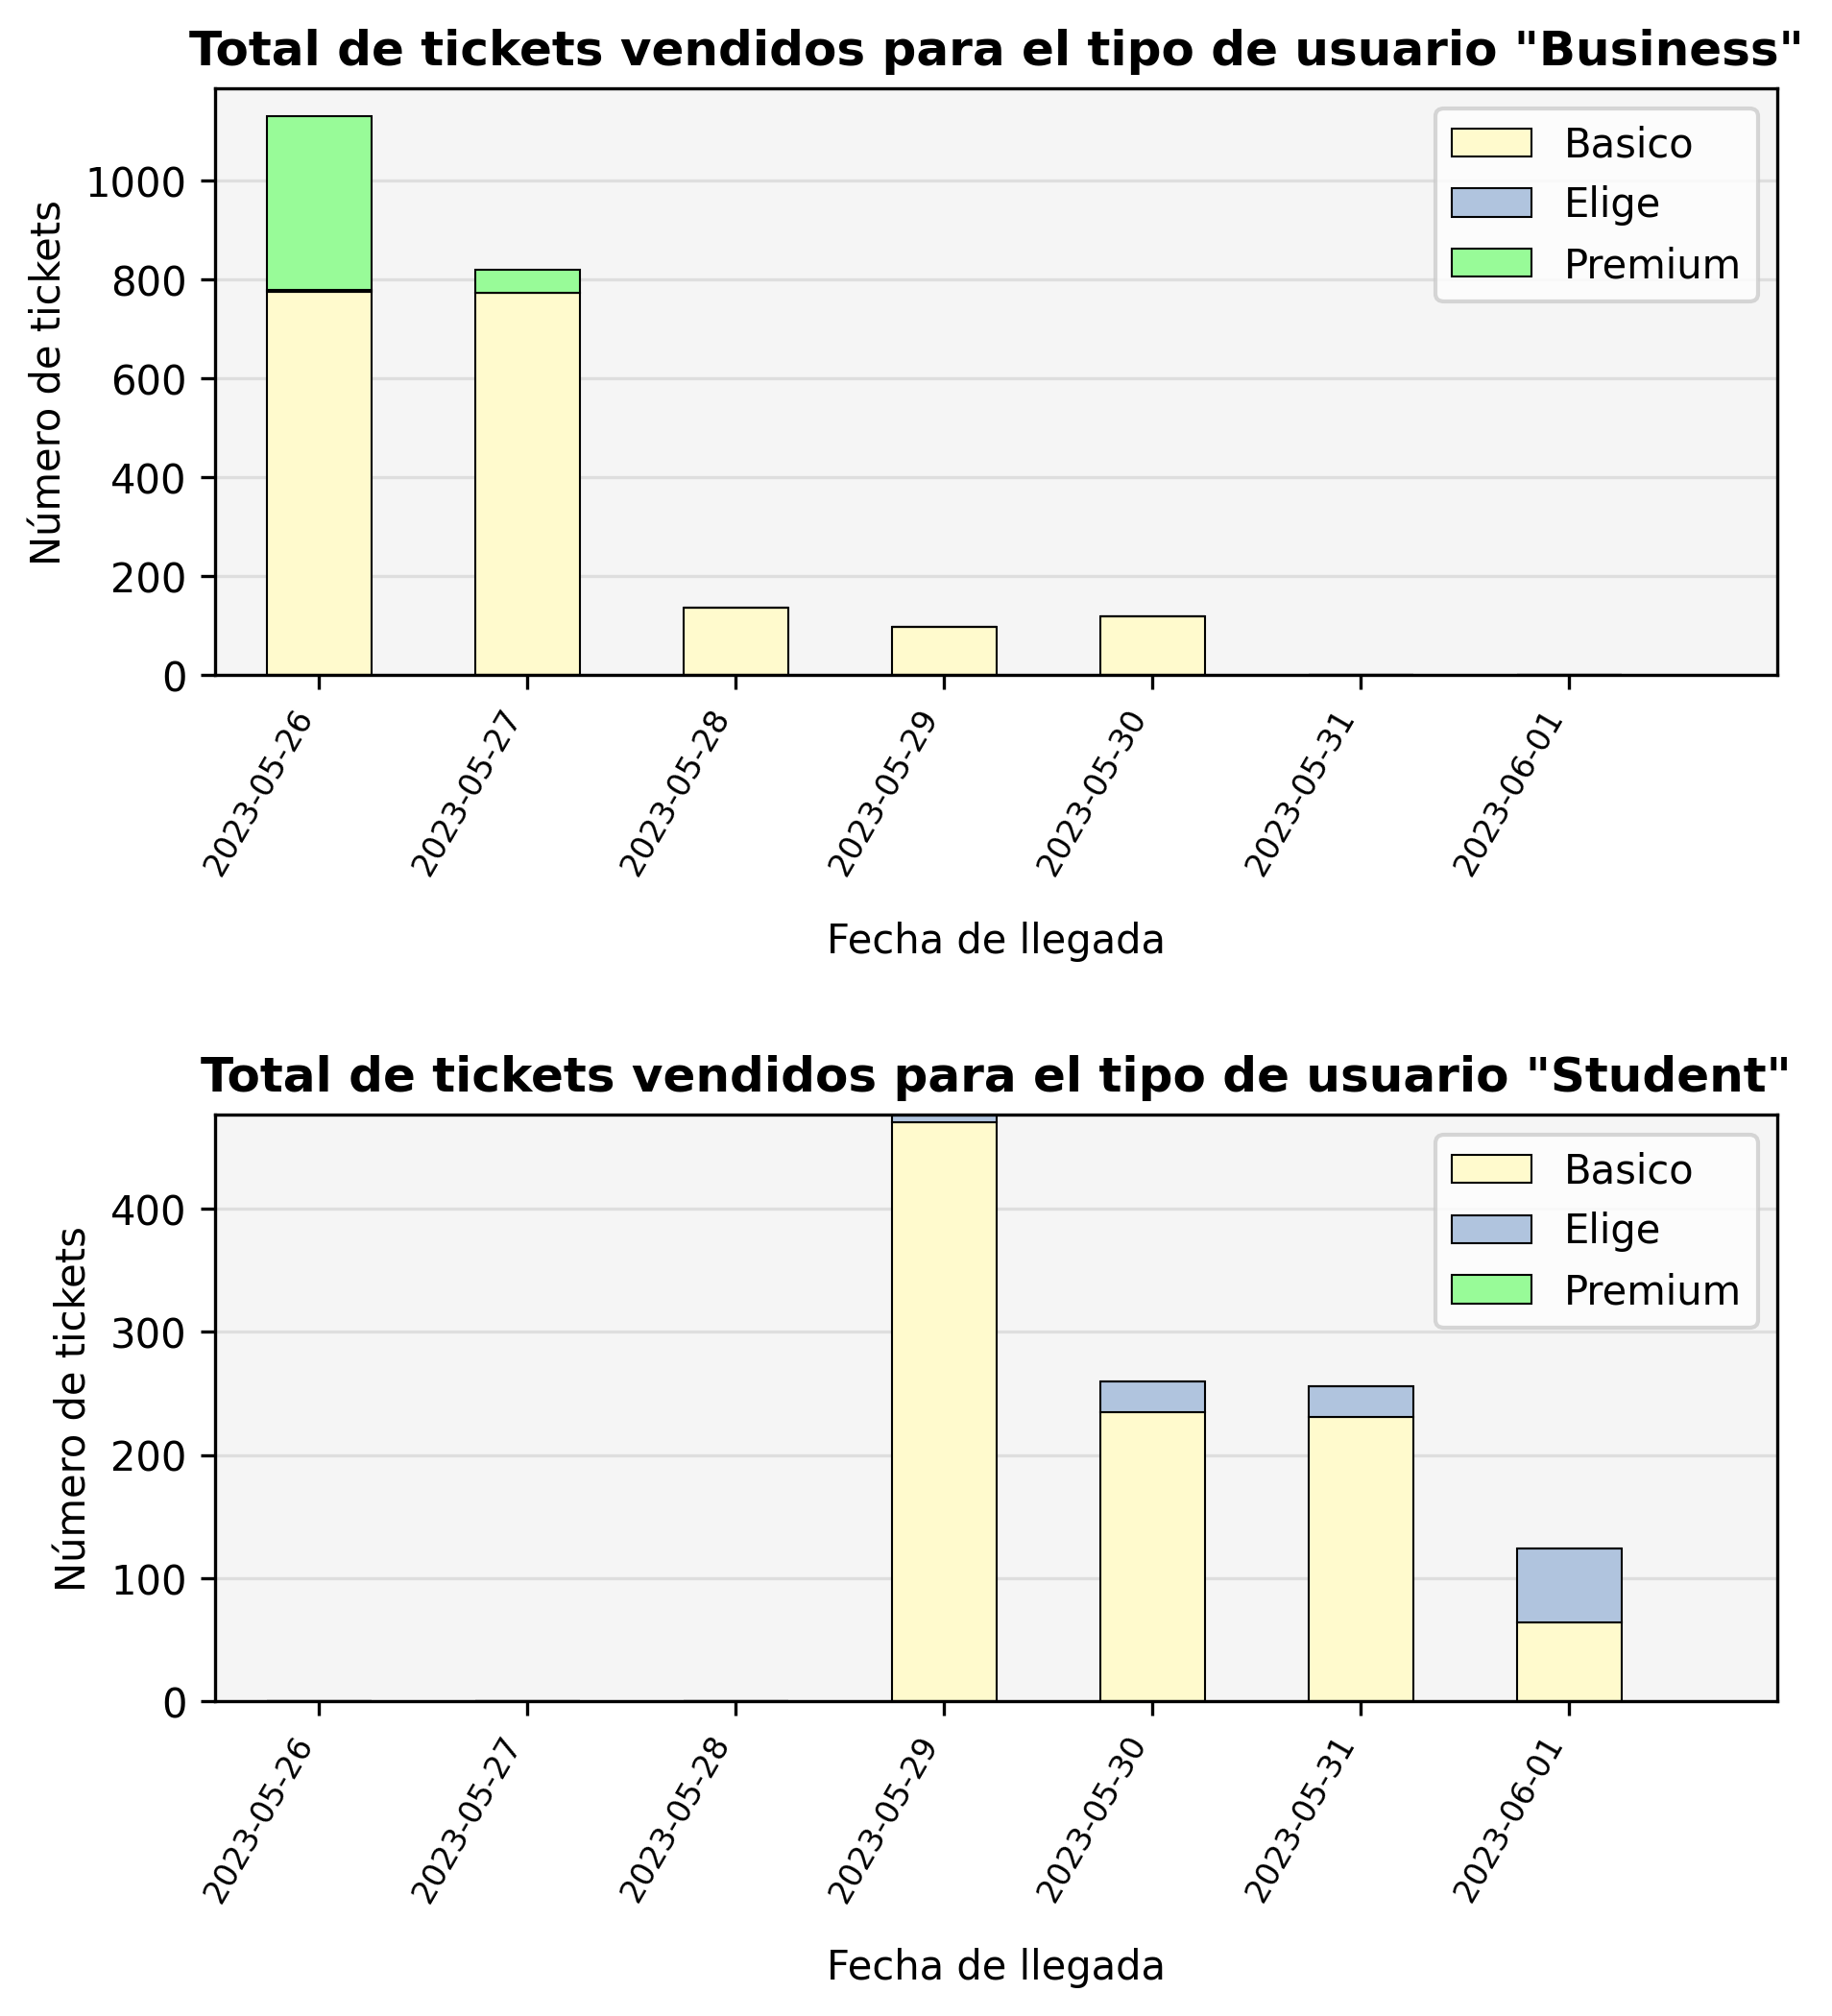 Total de tickets vendidos para el tipo de usuario "Business"
Número de tickets
1000
800
600
400
200
0
Basico
Elige
Premium
2023-05-26
2023-05-27
2023-05-28
2023-05-29
2023-05-30
2023-05-31
2023-06-01
Fecha de llegada
Total de tickets vendidos para el tipo de usuario "Student"
Número de tickets
400
300
200
100
0
Basico
Elige
Premium
2023-05-26
2023-05-27
2023-05-28
2023-05-29
2023-05-30
2023-05-31
2023-06-01
Fecha de llegada